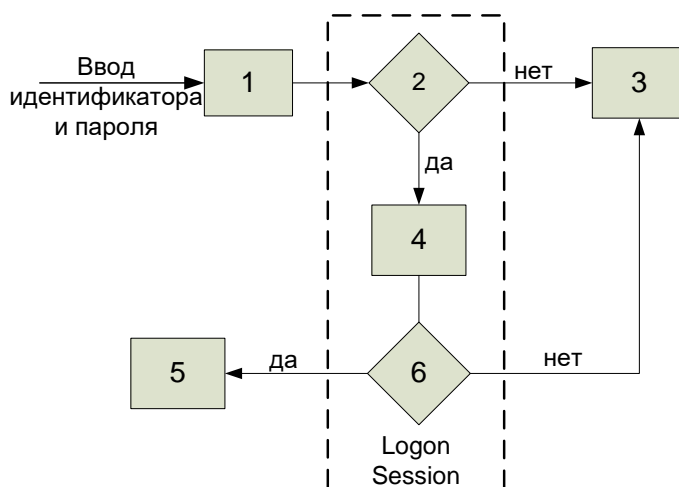 Ввод
идентификатора
и пароля
1
2
нет
3
да
4
5
да
6
нет
Logon
Session